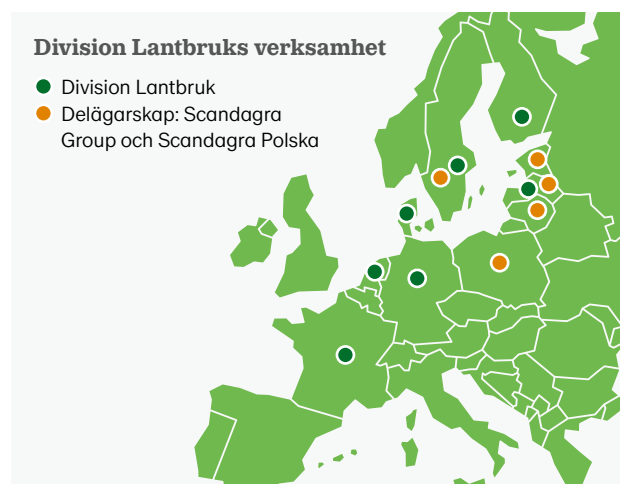 Division Lantbruks verksamhet
Division Lantbruk
Delägarskap: Scandagra
Group och Scandagra Polska